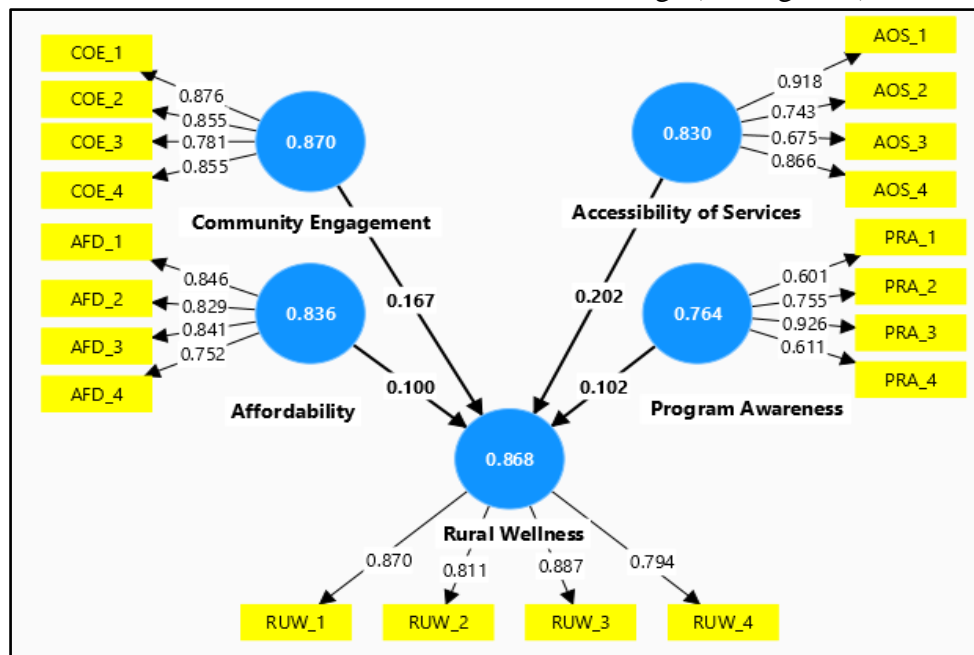 COE_1
COE_2
COE_3
COE_4
0.876
0.855
0.781
0.855
0.870
Community Engagement
AOS_1
AOS_2
AOS_3
AOS_4
0.918
0.743
0.675
0.866
0.830
Accessibility of Services
AFD_1
AFD_2
AFD_3
AFD_4
0.846
0.829
0.841
0.752
0.836
Affordability
PRA_1
PRA_2
PRA_3
PRA_4
0.601
0.755
0.926
0.611
0.764
Program Awareness
0.167
0.202
0.100
0.102
0.868
Rural Wellness
0.870
0.811
0.887
0.794
RUW_1
RUW_2
RUW_3
RUW_4